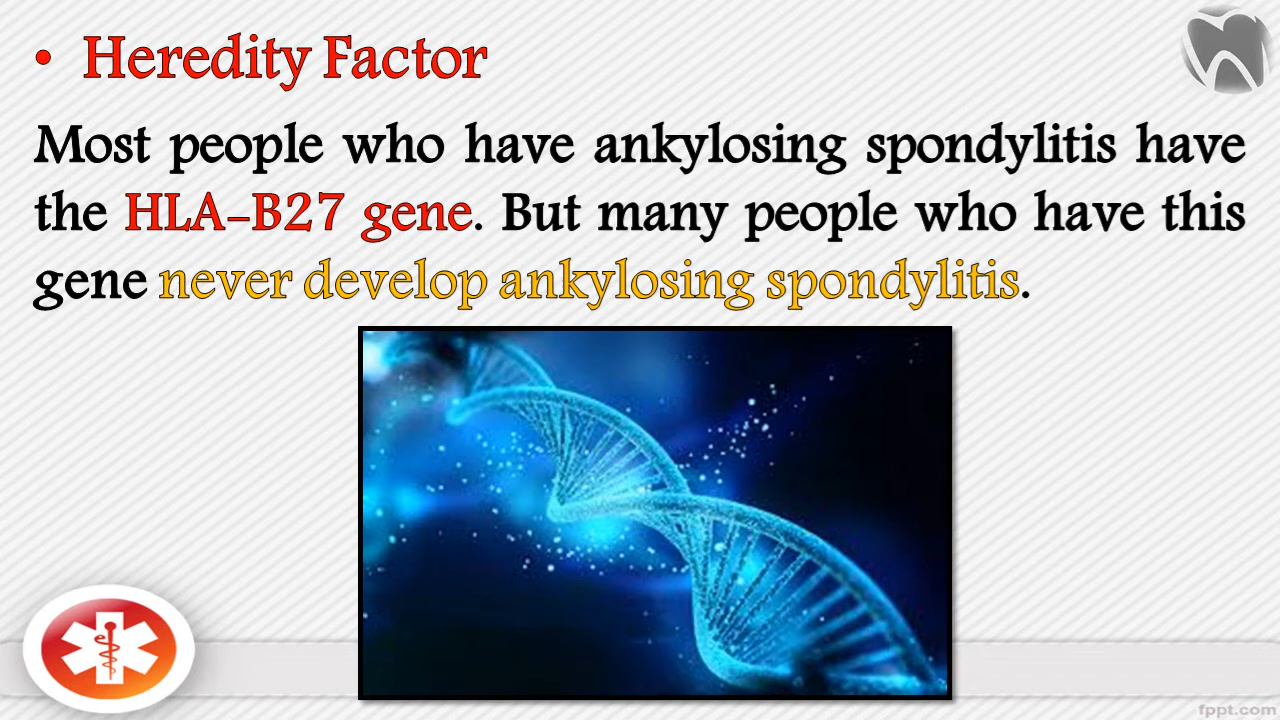 • Heredity Factor
Most people who have ankylosing spondylitis have
the HLA-B27 gene. But many people who have this
gene never develop ankylosing spondylitis.
fppt.com